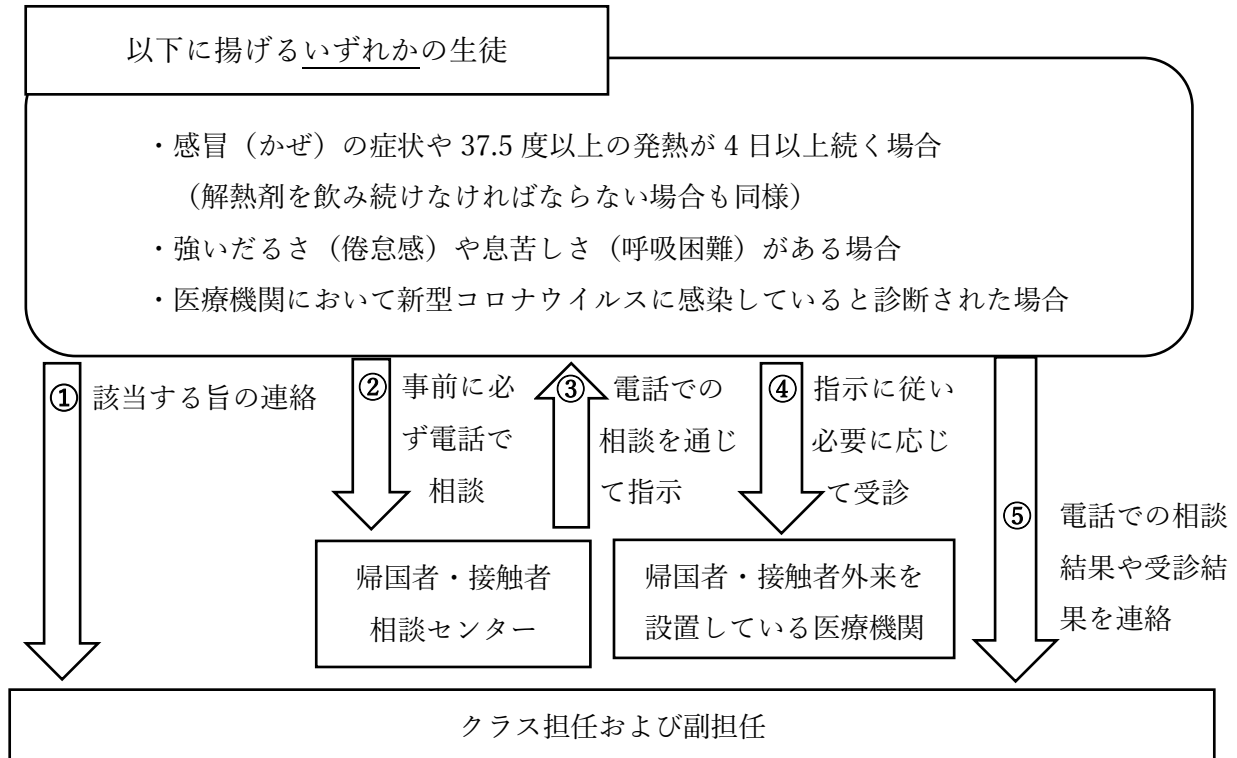 以下に揚げるいずれかの生徒
・感冒（かぜ）の症状や 37.5 度以上の発熱が 4 日以上続く場合
（解熱剤を飲み続けなければならない場合も同様）
・強いだるさ（倦怠感）や息苦しさ（呼吸困難）がある場合
・医療機関において新型コロナウイルスに感染していると診断された場合
① 該当する旨の連絡
② 事前に必
ず電話で
相談
③ 電話での
相談を通じ
て指示
④ 指示に従い
必要に応じ
て受診
⑤ 電話での相談
結果や受診結
果を連絡
帰国者・接触者
相談センター
帰国者・接触者外来を
設置している医療機関
クラス担任および副担任